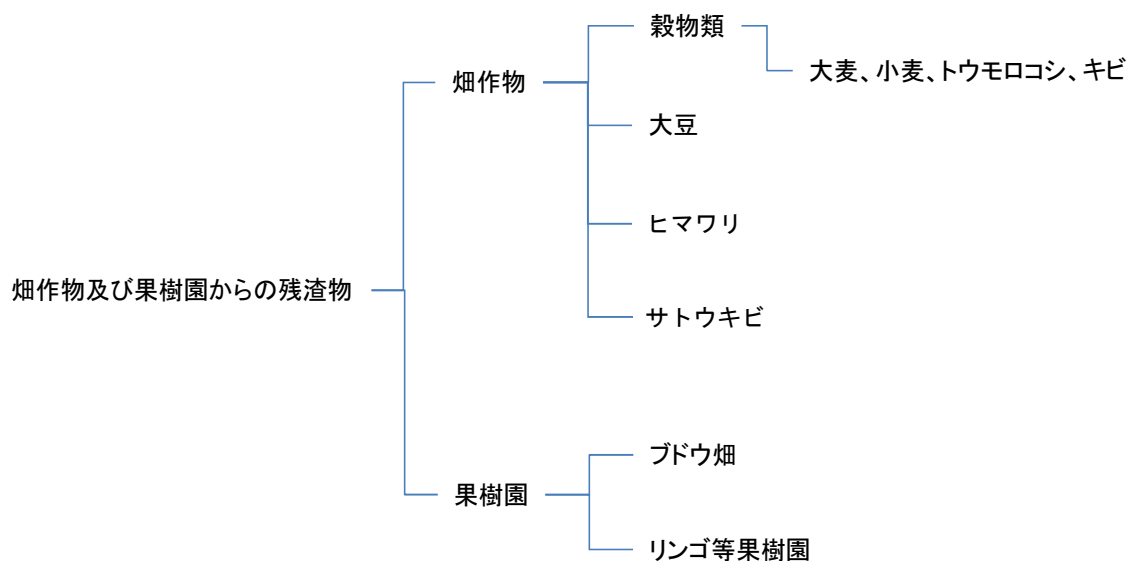 穀物類
大麦、小麦、トウモロコシ、キビ
畑作物
大豆
ヒマワリ
畑作物及び果樹園からの残渣物
サトウキビ
ブドウ畑
果樹園
リンゴ等果樹園